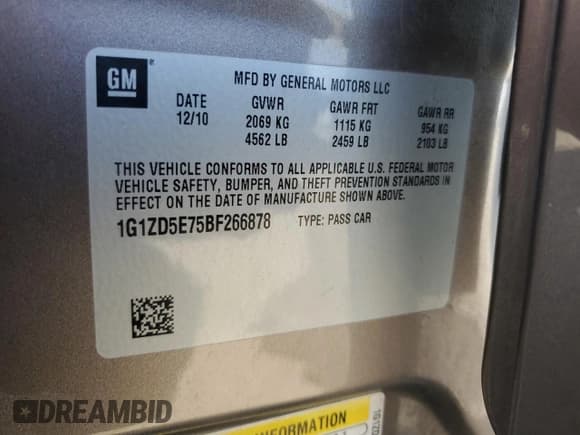 GM
MFD BY GENERAL MOTORS LLC
DATE GVWR GAWR FRT GAWR RR
12/10 2069 KG 1115 KG 954 KG
4562 LB 2459 LB 2103 LB
THIS VEHICLE CONFORMS TO ALL APPLICABLE U.S. FEDERAL MOTOR
VEHICLE SAFETY, BUMPER, AND THEFT PREVENTION STANDARDS IN
EFFECT ON THE DATE OF MANUFACTURE SHOWN ABOVE.
1G1ZD5E75BF266878 TYPE: PASS CAR
INFORMATION
DREAMBID